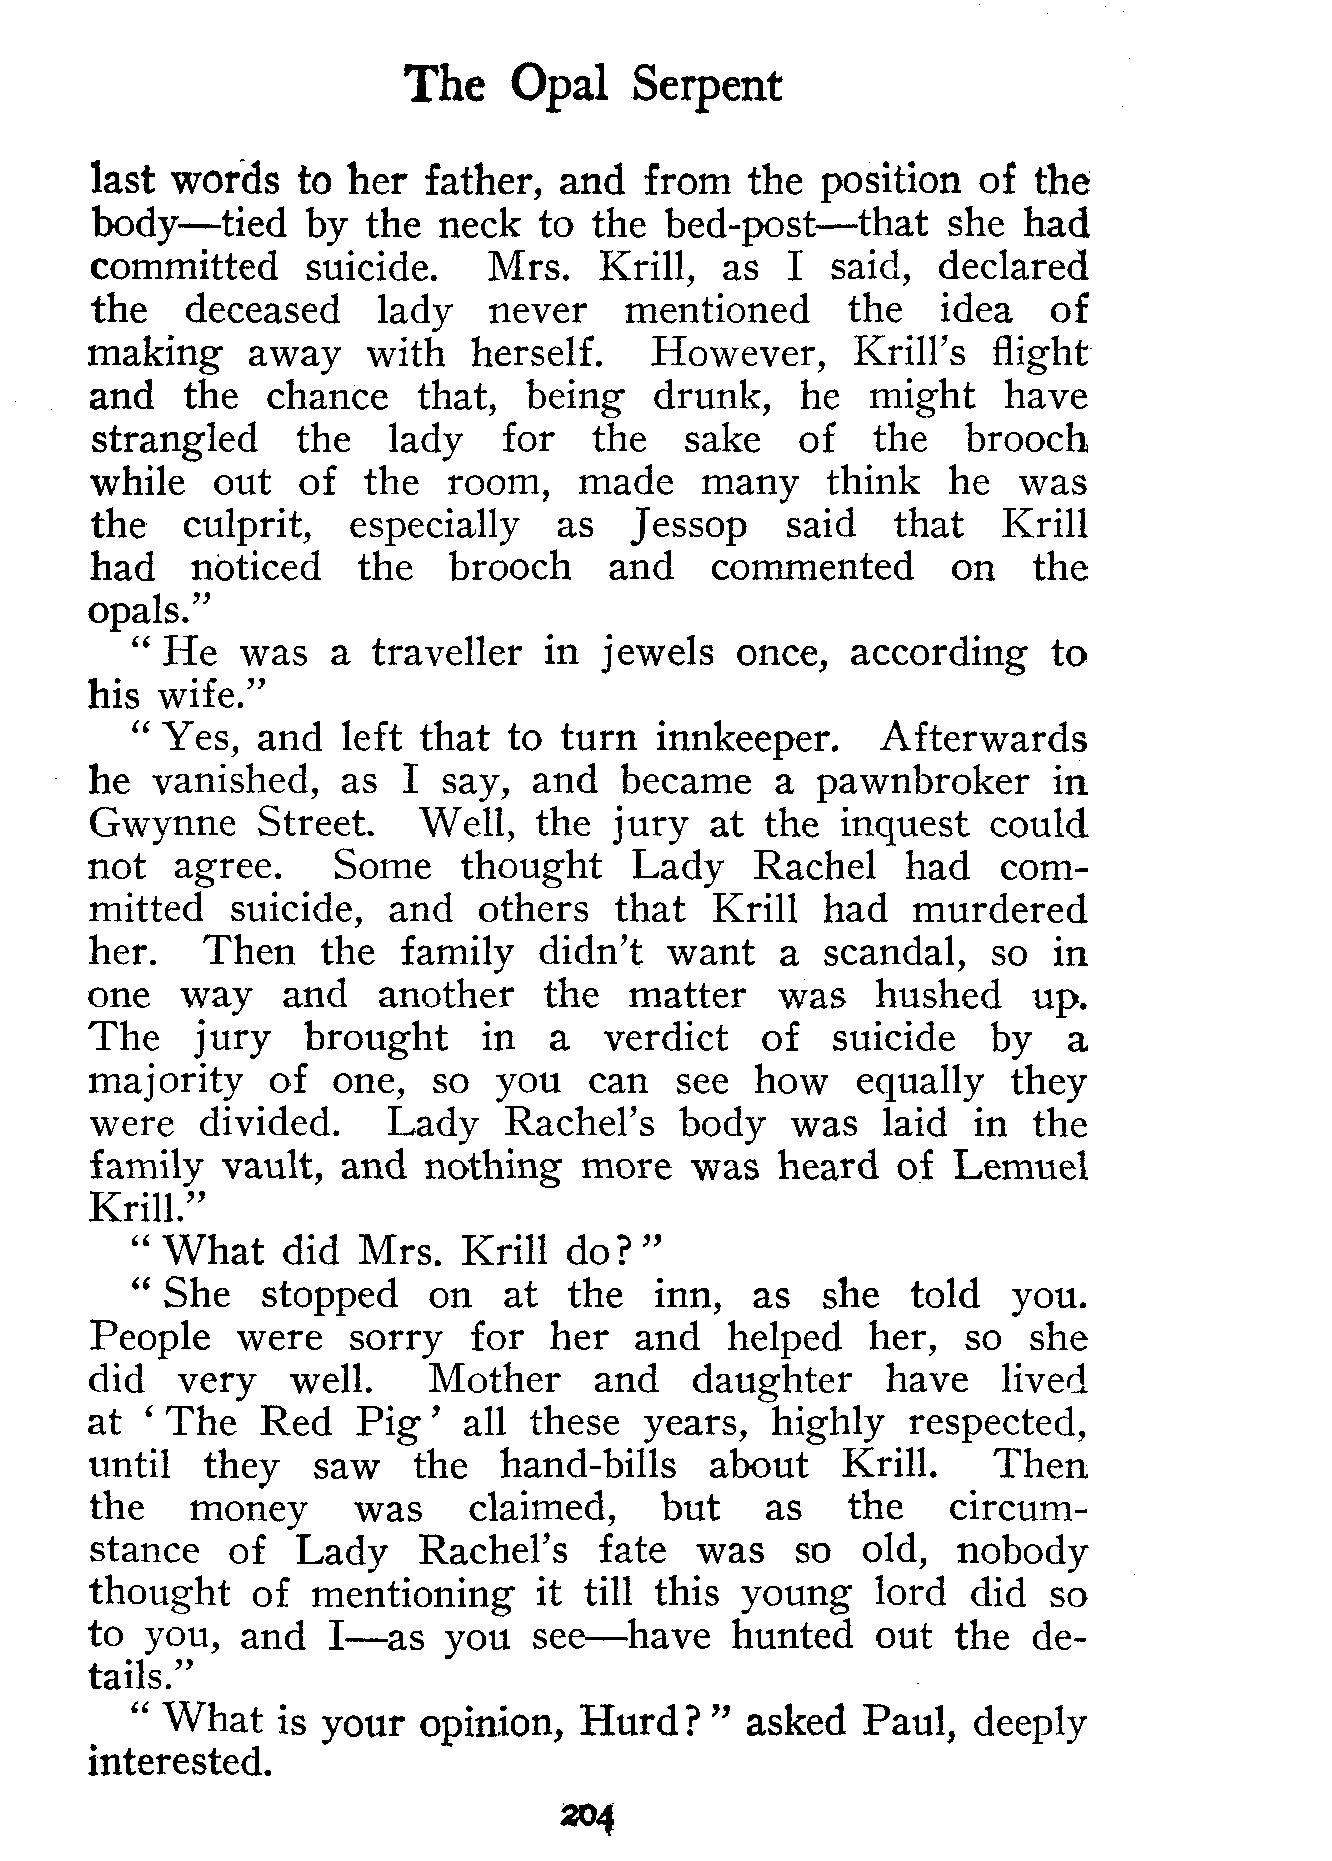 The Opal Serpent
last words to her father, and from the position of the
body—tied by the neck to the bed-post—that she had
committed suicide. Mrs. Krill, as I said, declared
the deceased lady never mentioned the idea of
making away with herself. However, Krill's flight
and the chance that, being drunk, he might have
strangled the lady for the sake of the brooch
while out of the room, made many think he was
the culprit, especially as Jessop said that Krill
had noticed the brooch and commented on the
opals."
"He was a traveller in jewels once, according to
his wife."
"Yes, and left that to turn innkeeper. Afterwards
he vanished, as I say, and became a pawnbroker in
Gwynne Street. Well, the jury at the inquest could
not agree. Some thought Lady Rachel had com-
mitted suicide, and others that Krill had murdered
her. Then the family didn't want a scandal, so in
one way and another the matter was hushed up.
The jury brought in a verdict of suicide by a
majority of one, so you can see how equally they
were divided. Lady Rachel's body was laid in the
family vault, and nothing more was heard of Lemuel
Krill."
"What did Mrs. Krill do?"
"She stopped on at the inn, as she told you.
People were sorry for her and helped her, so she
did very well. Mother and daughter have lived
at 'The Red Pig' all these years, highly respected,
until they saw the hand-bills about Krill. Then
the money was claimed, but as the circum-
stance of Lady Rachel's fate was so old, nobody
thought of mentioning it till this young lord did so
to you, and I—as you see—have hunted out the de-
tails."
"What is your opinion, Hurd?" asked Paul, deeply
interested.
204